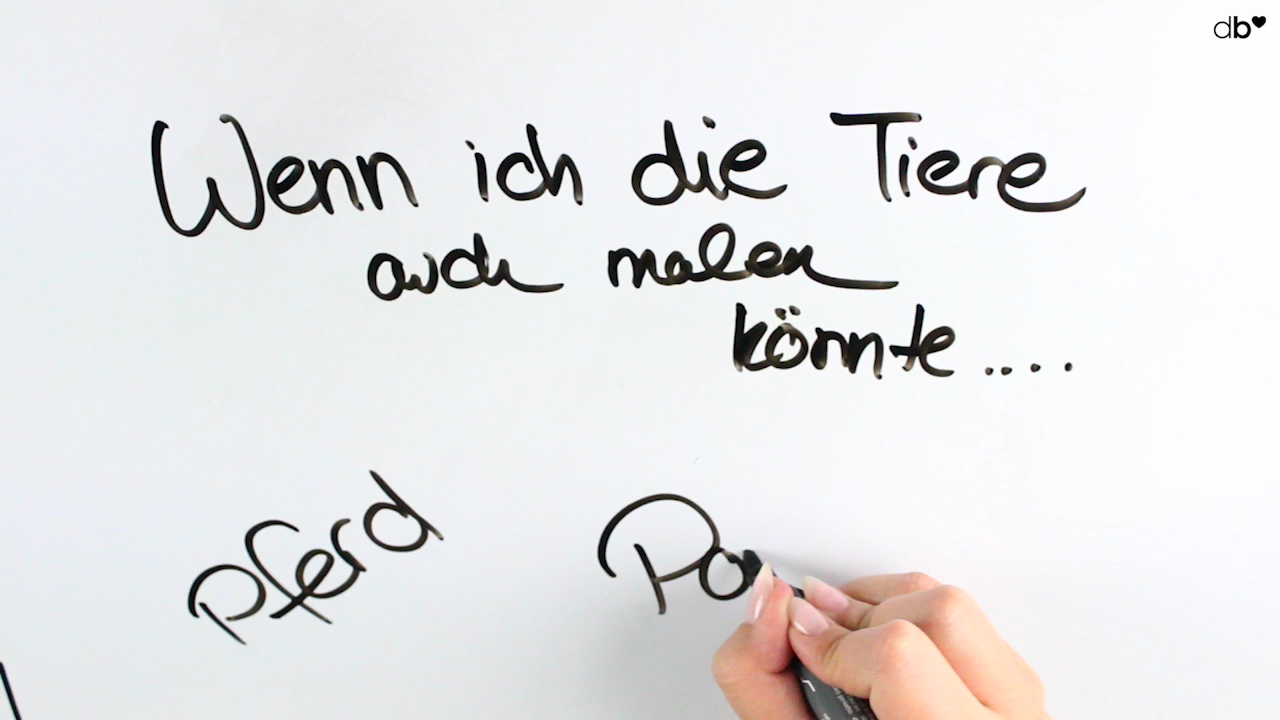 db
Wenn ich die Tiere
auch malen
könnte....
Pferd